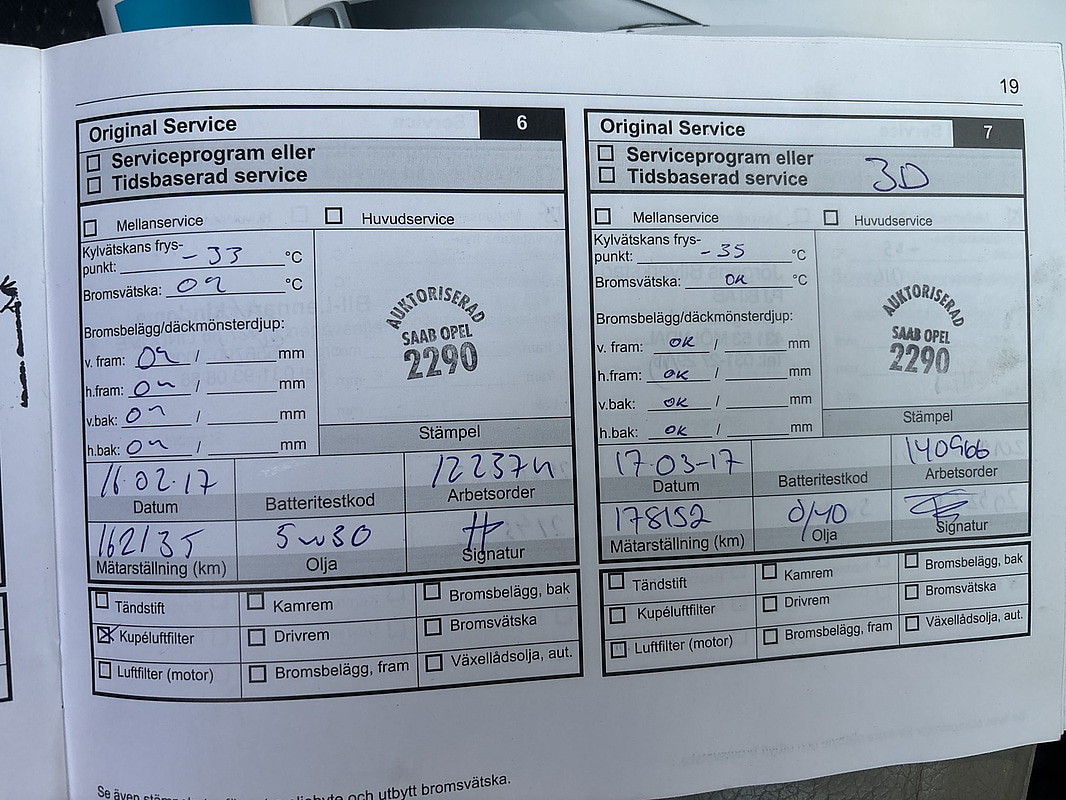 19
Original Service 6
Serviceprogram eller
Tidsbaserad service
Mellanservice Huvudservice
Kylvätskans frys-
punkt: -33 °C
Bromsvätska: °C
Bromsbelägg/däckmönsterdjup:
v. fram: / mm
h.fram: / mm
v.bak: / mm
h.bak: / mm
AUKTORISERAD
SAAB OPEL
2290
Stämpel
16.02.17
Datum
Batteritestkod
Arbetsorder
162135
Mätarställning (km)
5w30
Olja
Signatur
Tändstift Kamrem Bromsbelägg, bak
Kupéluftfilter Drivrem Bromsvätska
Luftfilter (motor) Bromsbelägg, fram Växellådsolja, aut.
Original Service 7
Serviceprogram eller
Tidsbaserad service 3D
Mellanservice Huvudservice
Kylvätskans frys-
punkt: -35 °C
Bromsvätska: OK °C
Bromsbelägg/däckmönsterdjup:
v. fram: OK / mm
h.fram: OK / mm
v.bak: OK / mm
h.bak: OK / mm
AUKTORISERAD
SAAB OPEL
2290
Stämpel
17-03-17
Datum
Batteritestkod
140966
Arbetsorder
178152
Mätarställning (km)
0/40
Olja
Signatur
Tändstift Kamrem Bromsbelägg, bak
Kupéluftfilter Drivrem Bromsvätska
Luftfilter (motor) Bromsbelägg, fram Växellådsolja, aut.
Se även och utbytt bromsvätska.